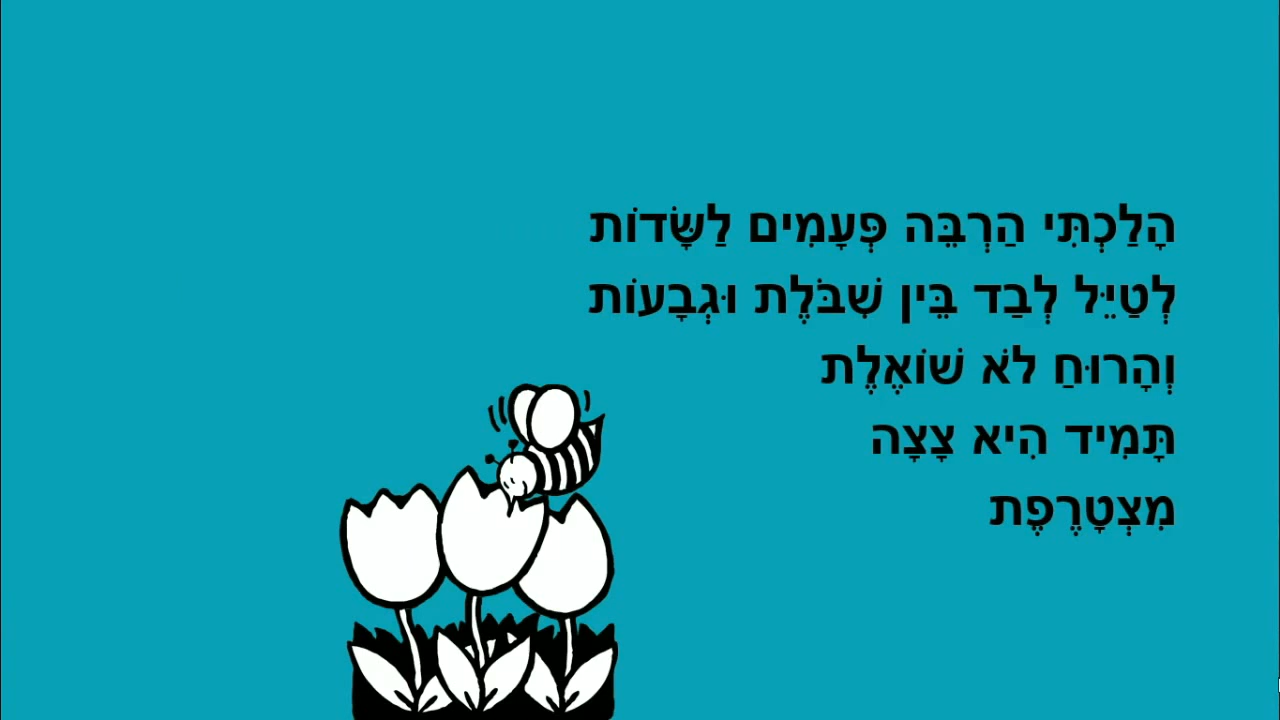 הָלַכְתִּי הַרְבֵּה פְּעָמִים לַשָּׂדוֹת
לְטַיֵּל לְבַד בֵּין שִׁבֹּלֶת וּגְבָעוֹת
וְהָרוּחַ לֹא שׁוֹאֶלֶת
תָּמִיד הִיא צָצָה
מִצְטָרֶפֶת